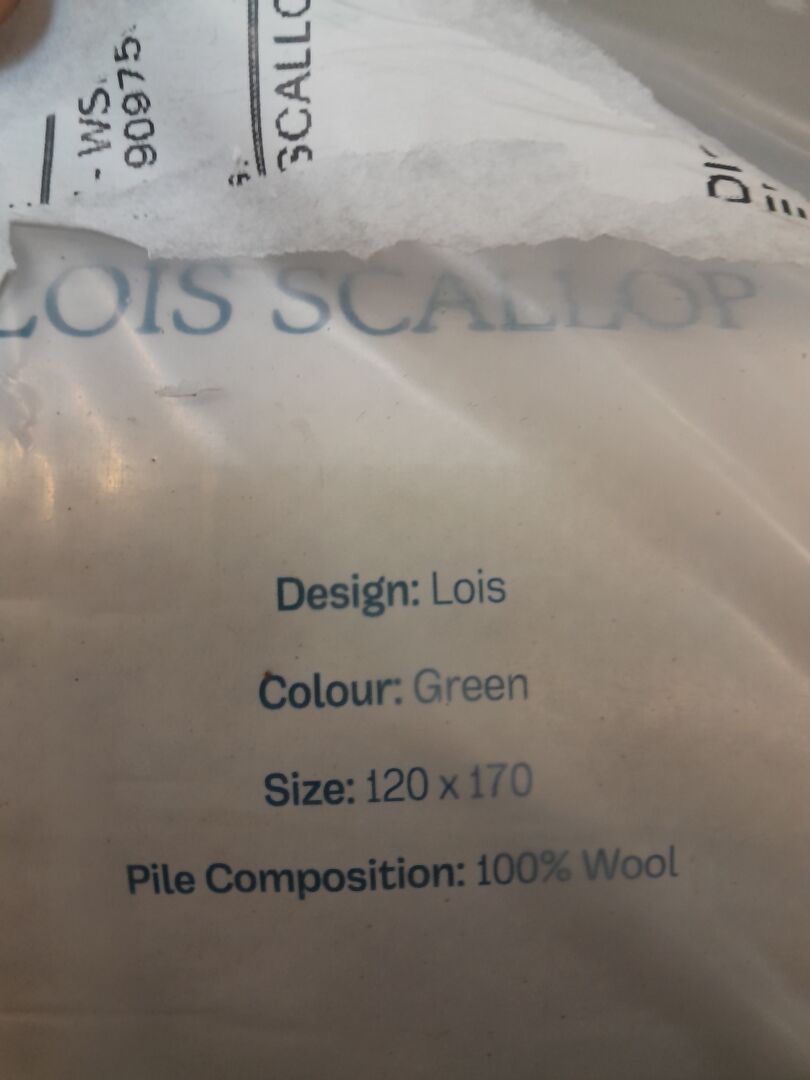 - WS.
90975
SCALLO
LOIS SCALLOP
Design: Lois
Colour: Green
Size: 120 x 170
Pile Composition: 100% Wool